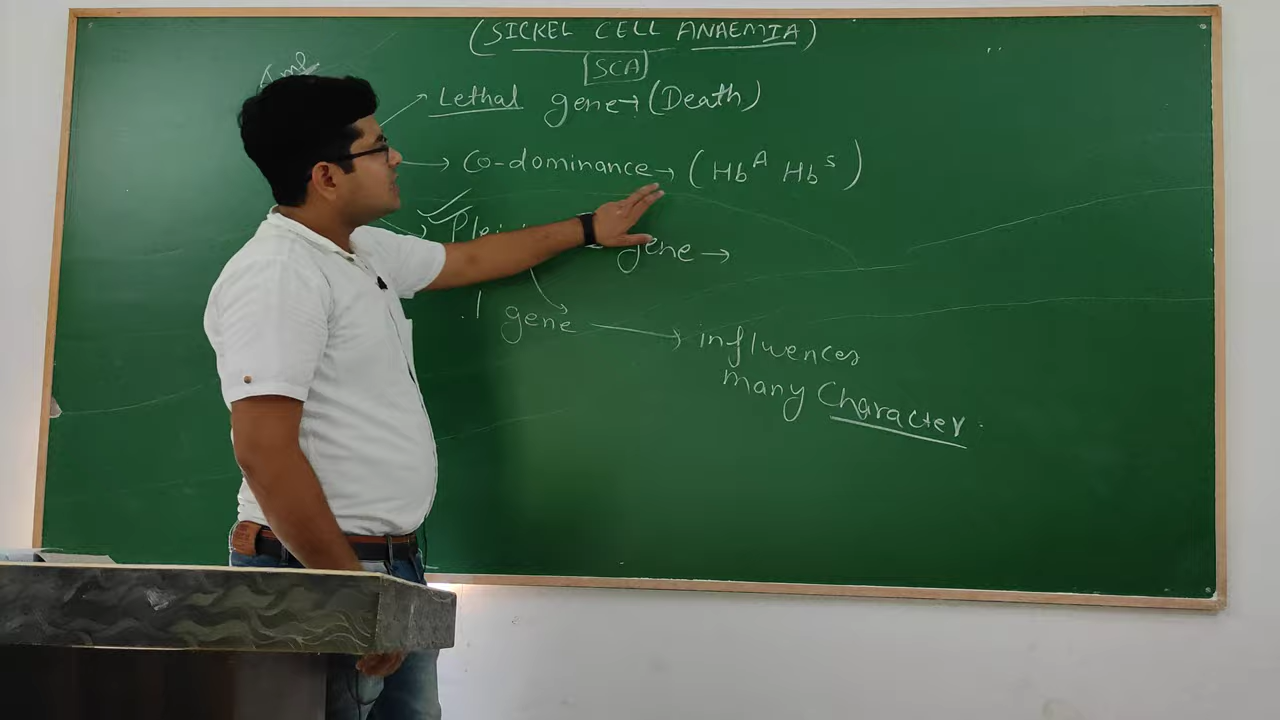 (SICKEL CELL ANAEMIA)
[SCA]
Lethal gene → (Death)
Co-dominance → (Hb^A Hb^S)
gene →
1 gene → influences
many Character